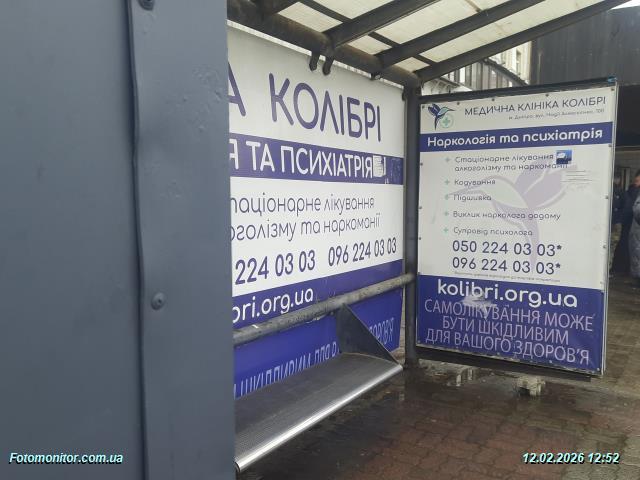 КОЛІБРІ
ТА ПСИХІАТРІЯ
стаціонарне лікування
алкоголізму та наркоманії
224 03 03 096 224 03 03
kolibri.org.ua
МЕДИЧНА КЛІНІКА КОЛІБРІ
Наркологія та психіатрія
+ Стаціонарне лікування
алкоголізму та наркоманії
+ Кодування
+ Підшивка
+ Виклик нарколога додому
+ Супровід психолога
050 224 03 03*
096 224 03 03*
kolibri.org.ua
САМОЛІКУВАННЯ МОЖЕ
БУТИ ШКІДЛИВИМ
ДЛЯ ВАШОГО ЗДОРОВ'Я
Fotomonitor.com.ua
12.02.2026 12:52